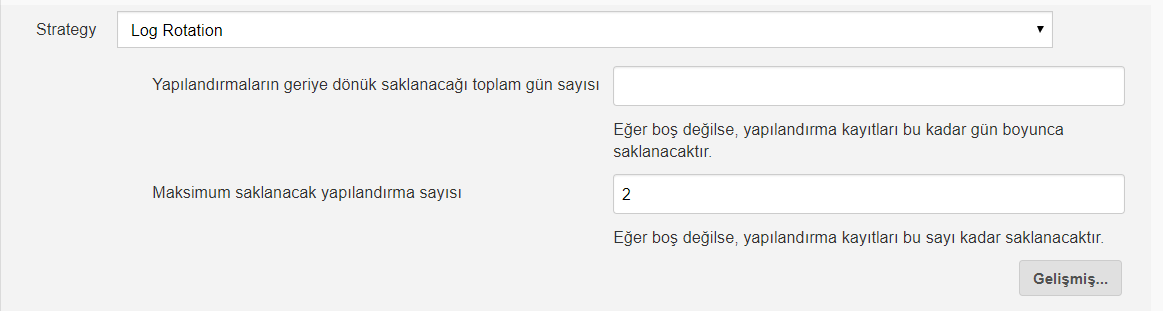 Strategy
Log Rotation
Yapılandırmaların geriye dönük saklanacağı toplam gün sayısı
Eğer boş değilse, yapılandırma kayıtları bu kadar gün boyunca
saklanacaktır.
Maksimum saklanacak yapılandırma sayısı
2
Eğer boş değilse, yapılandırma kayıtları bu sayı kadar saklanacaktır.
Gelişmiş...